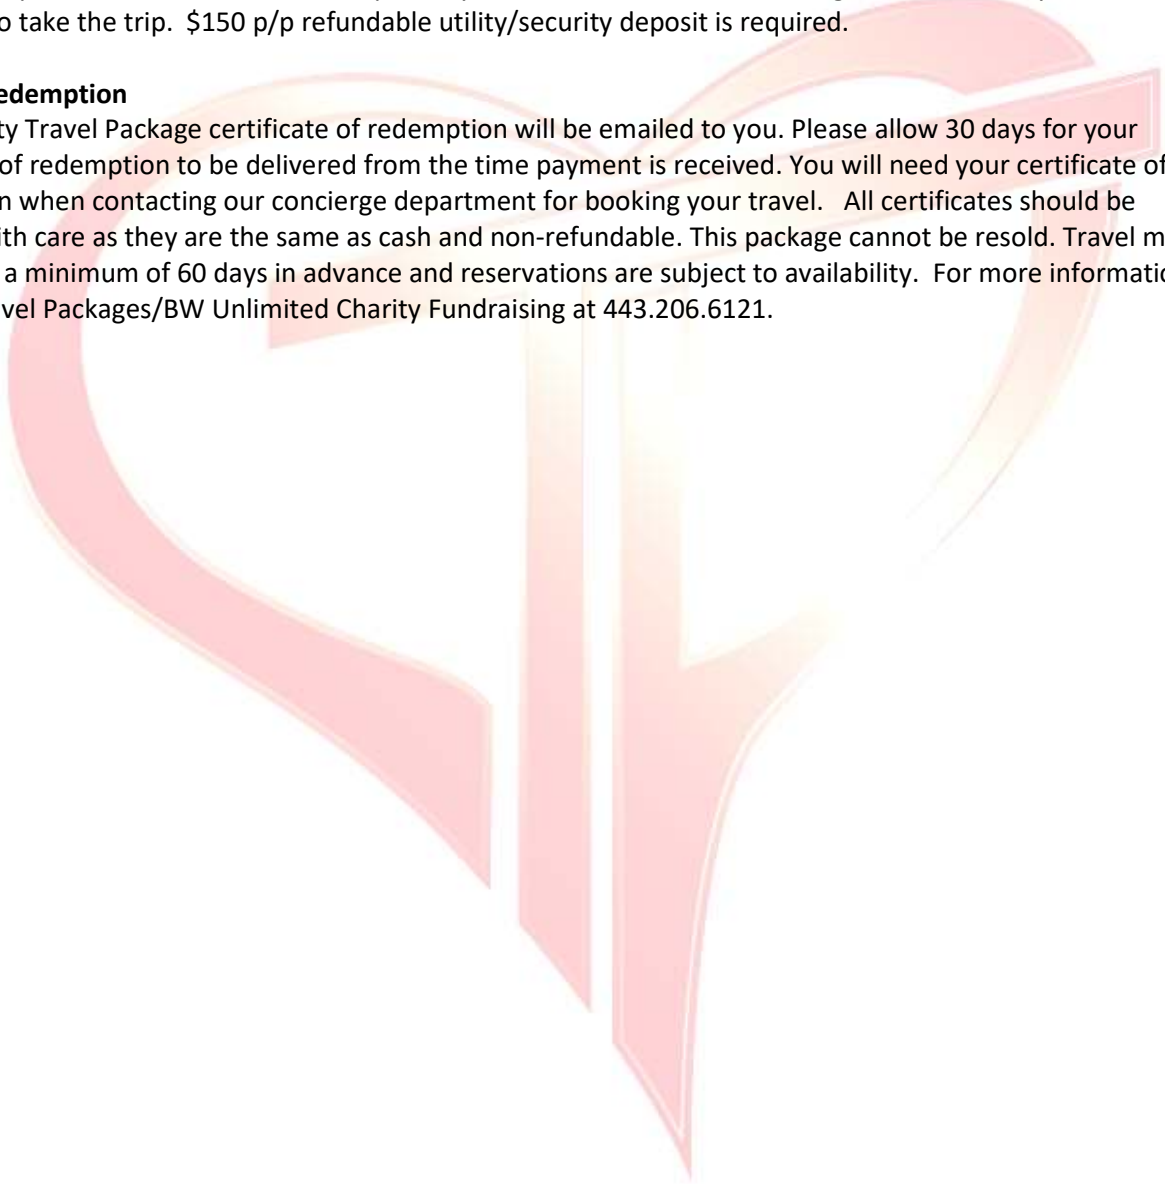 o take the trip.  $150 p/p refundable utility/security deposit is required.
edemption
ty Travel Package certificate of redemption will be emailed to you. Please allow 30 days for your
of redemption to be delivered from the time payment is received. You will need your certificate of
n when contacting our concierge department for booking your travel.   All certificates should be
ith care as they are the same as cash and non-refundable. This package cannot be resold. Travel m
a minimum of 60 days in advance and reservations are subject to availability.  For more informatio
vel Packages/BW Unlimited Charity Fundraising at 443.206.6121.